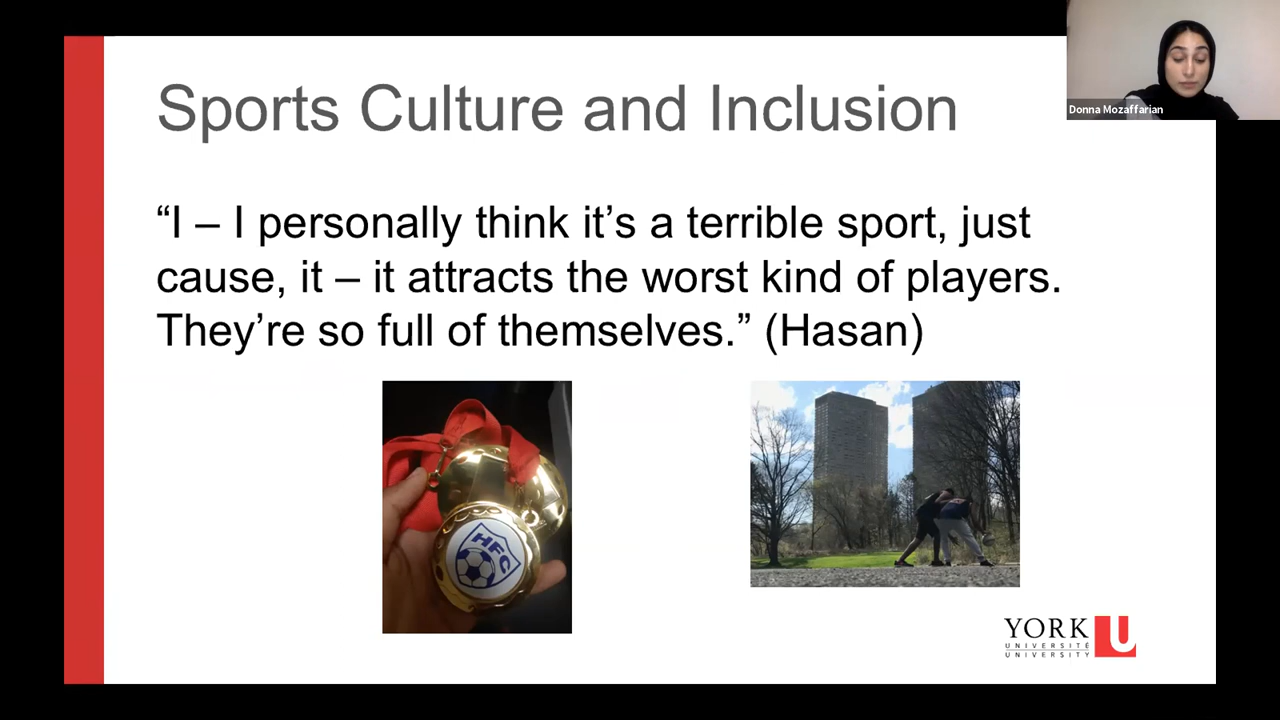 Donna Mozaffarian
Sports Culture and Inclusion
“I – I personally think it’s a terrible sport, just
cause, it – it attracts the worst kind of players.
They’re so full of themselves.” (Hasan)
HFC
YORK U
UNIVERSITÉ
UNIVERSITY